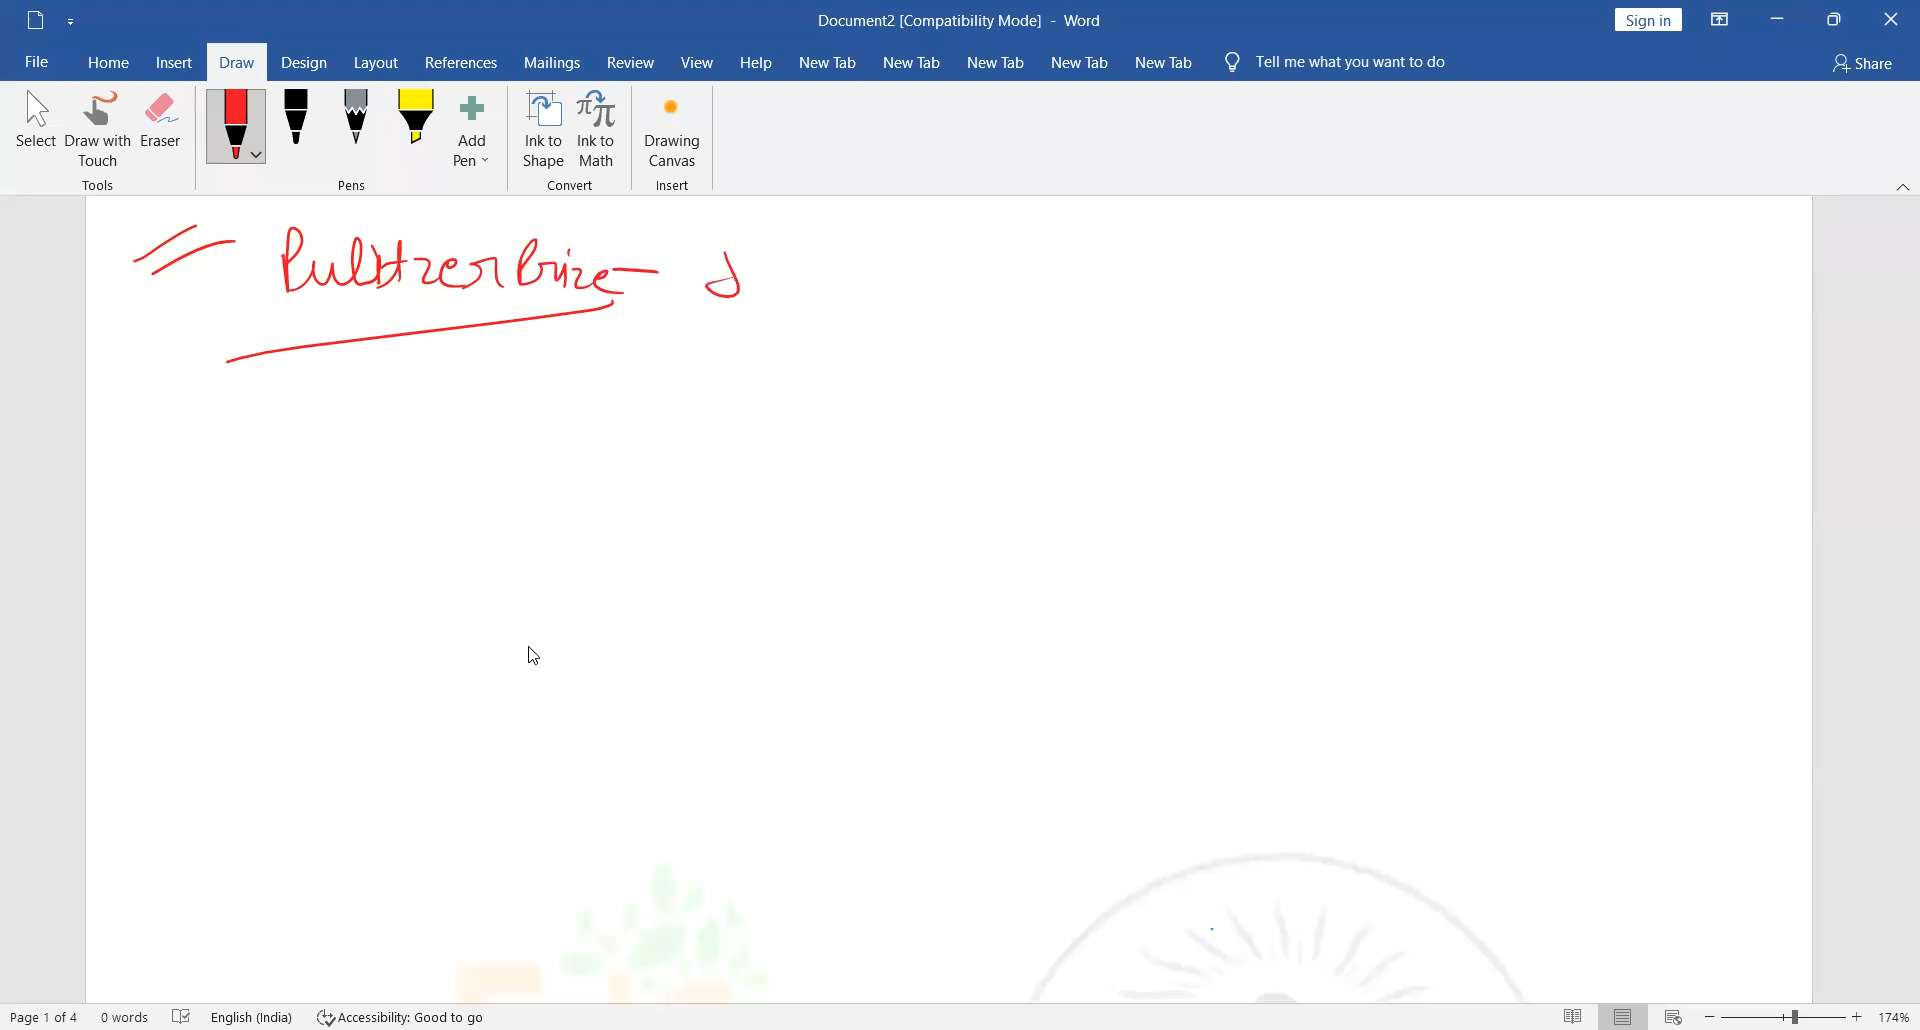 Document2 [Compatibility Mode] - Word
Sign in
File Home Insert Draw Design Layout References Mailings Review View Help New Tab New Tab New Tab New Tab New Tab Tell me what you want to do Share
Select Draw with Touch Eraser Add Pen Ink to Shape Ink to Math Drawing Canvas
Tools Pens Convert Insert
Pulitzer Prize - J
Page 1 of 4 0 words English (India) Accessibility: Good to go 174%